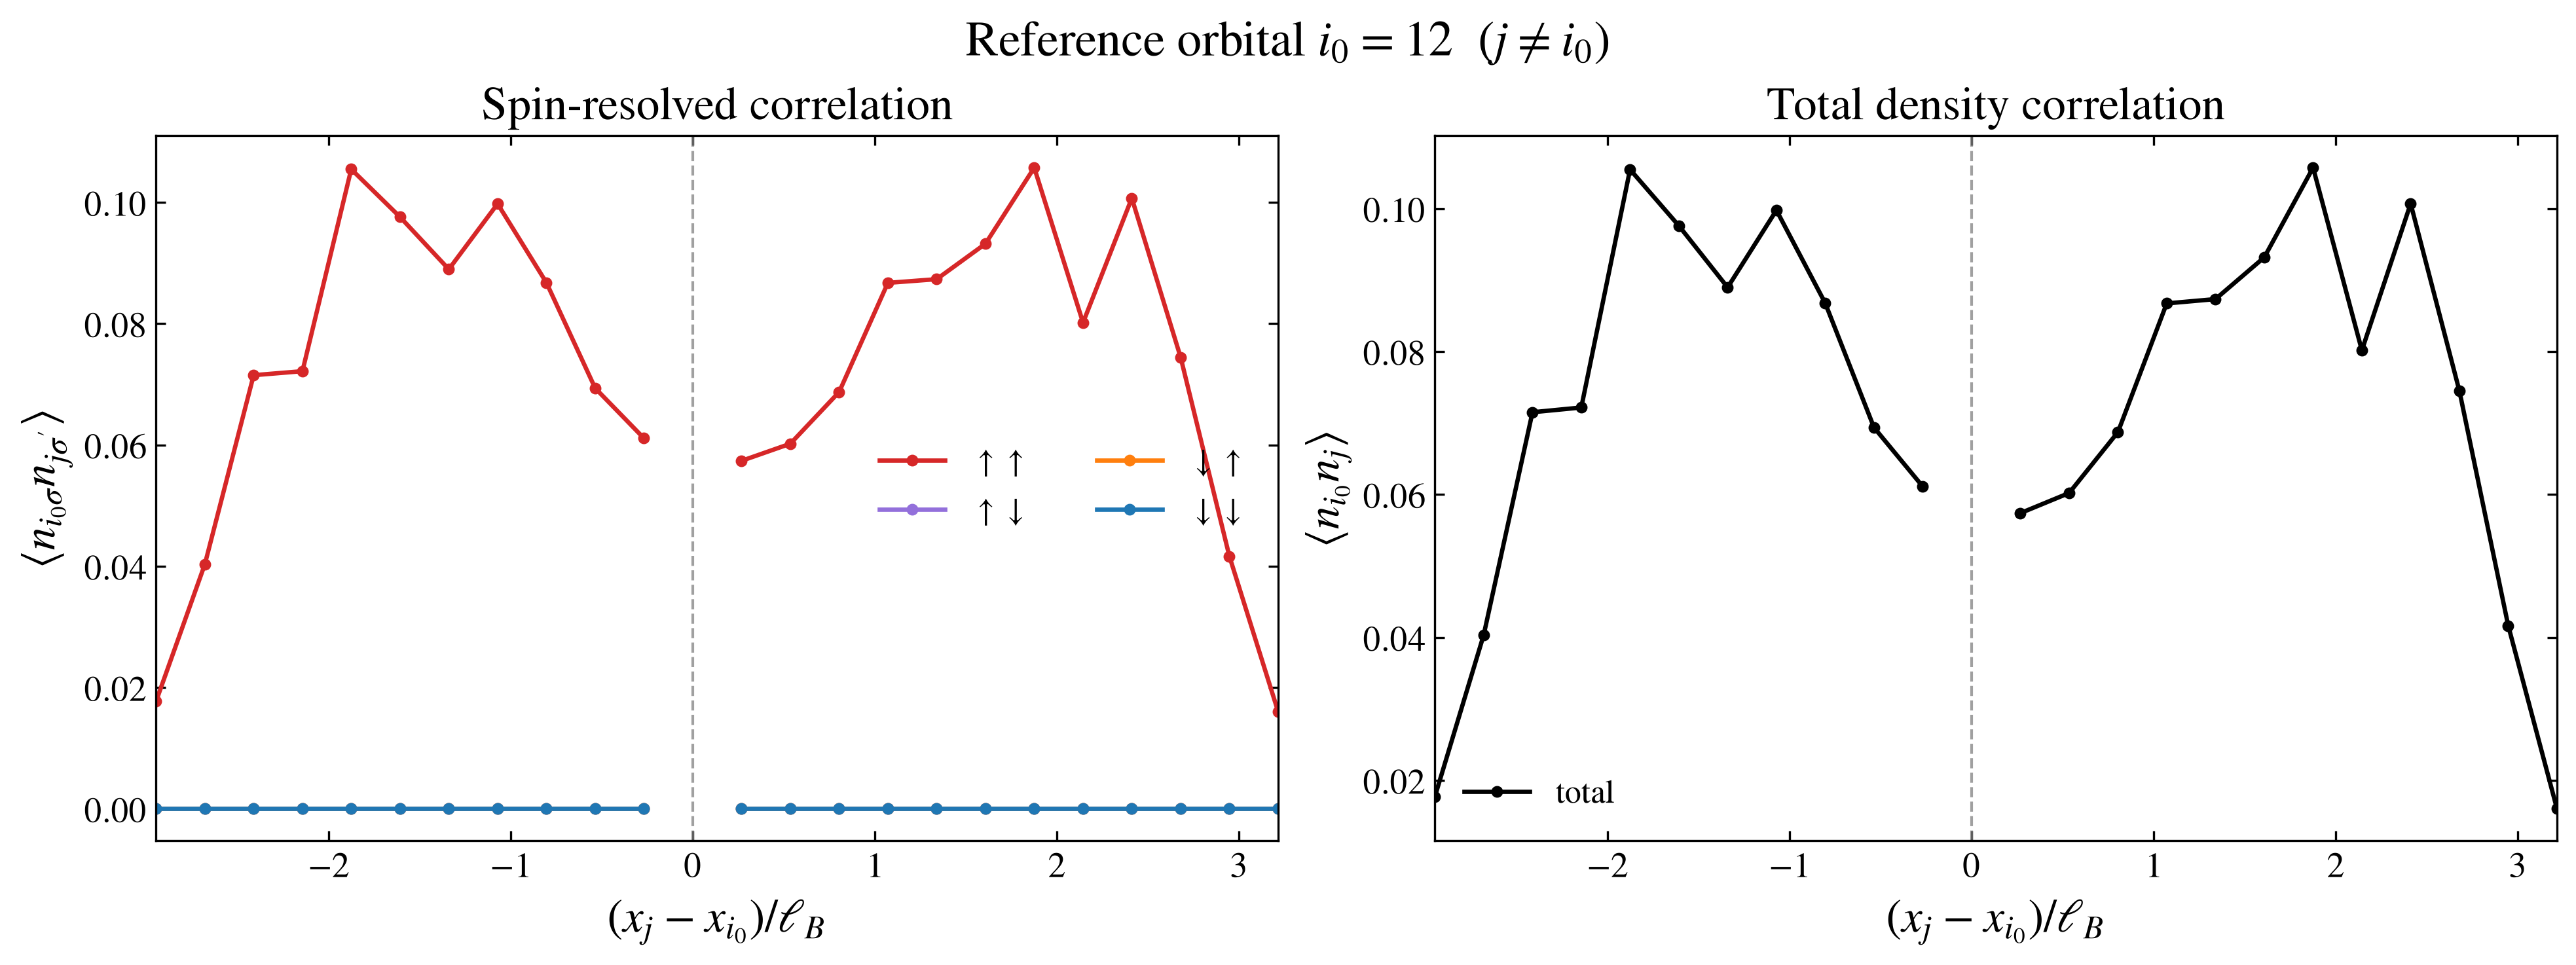 Reference orbital i₀ = 12 (j ≠ i₀)
Spin-resolved correlation
⟨n_{i₀σ}n_{jσ′}⟩
0.10
0.08
0.06
0.04
0.02
0.00
↑ ↑
↑ ↓
↓ ↑
↓ ↓
−2 −1 0 1 2 3
(x_j − x_{i₀})/ℓ_B
Total density correlation
⟨n_{i₀}n_j⟩
0.10
0.08
0.06
0.04
0.02
total
−2 −1 0 1 2 3
(x_j − x_{i₀})/ℓ_B